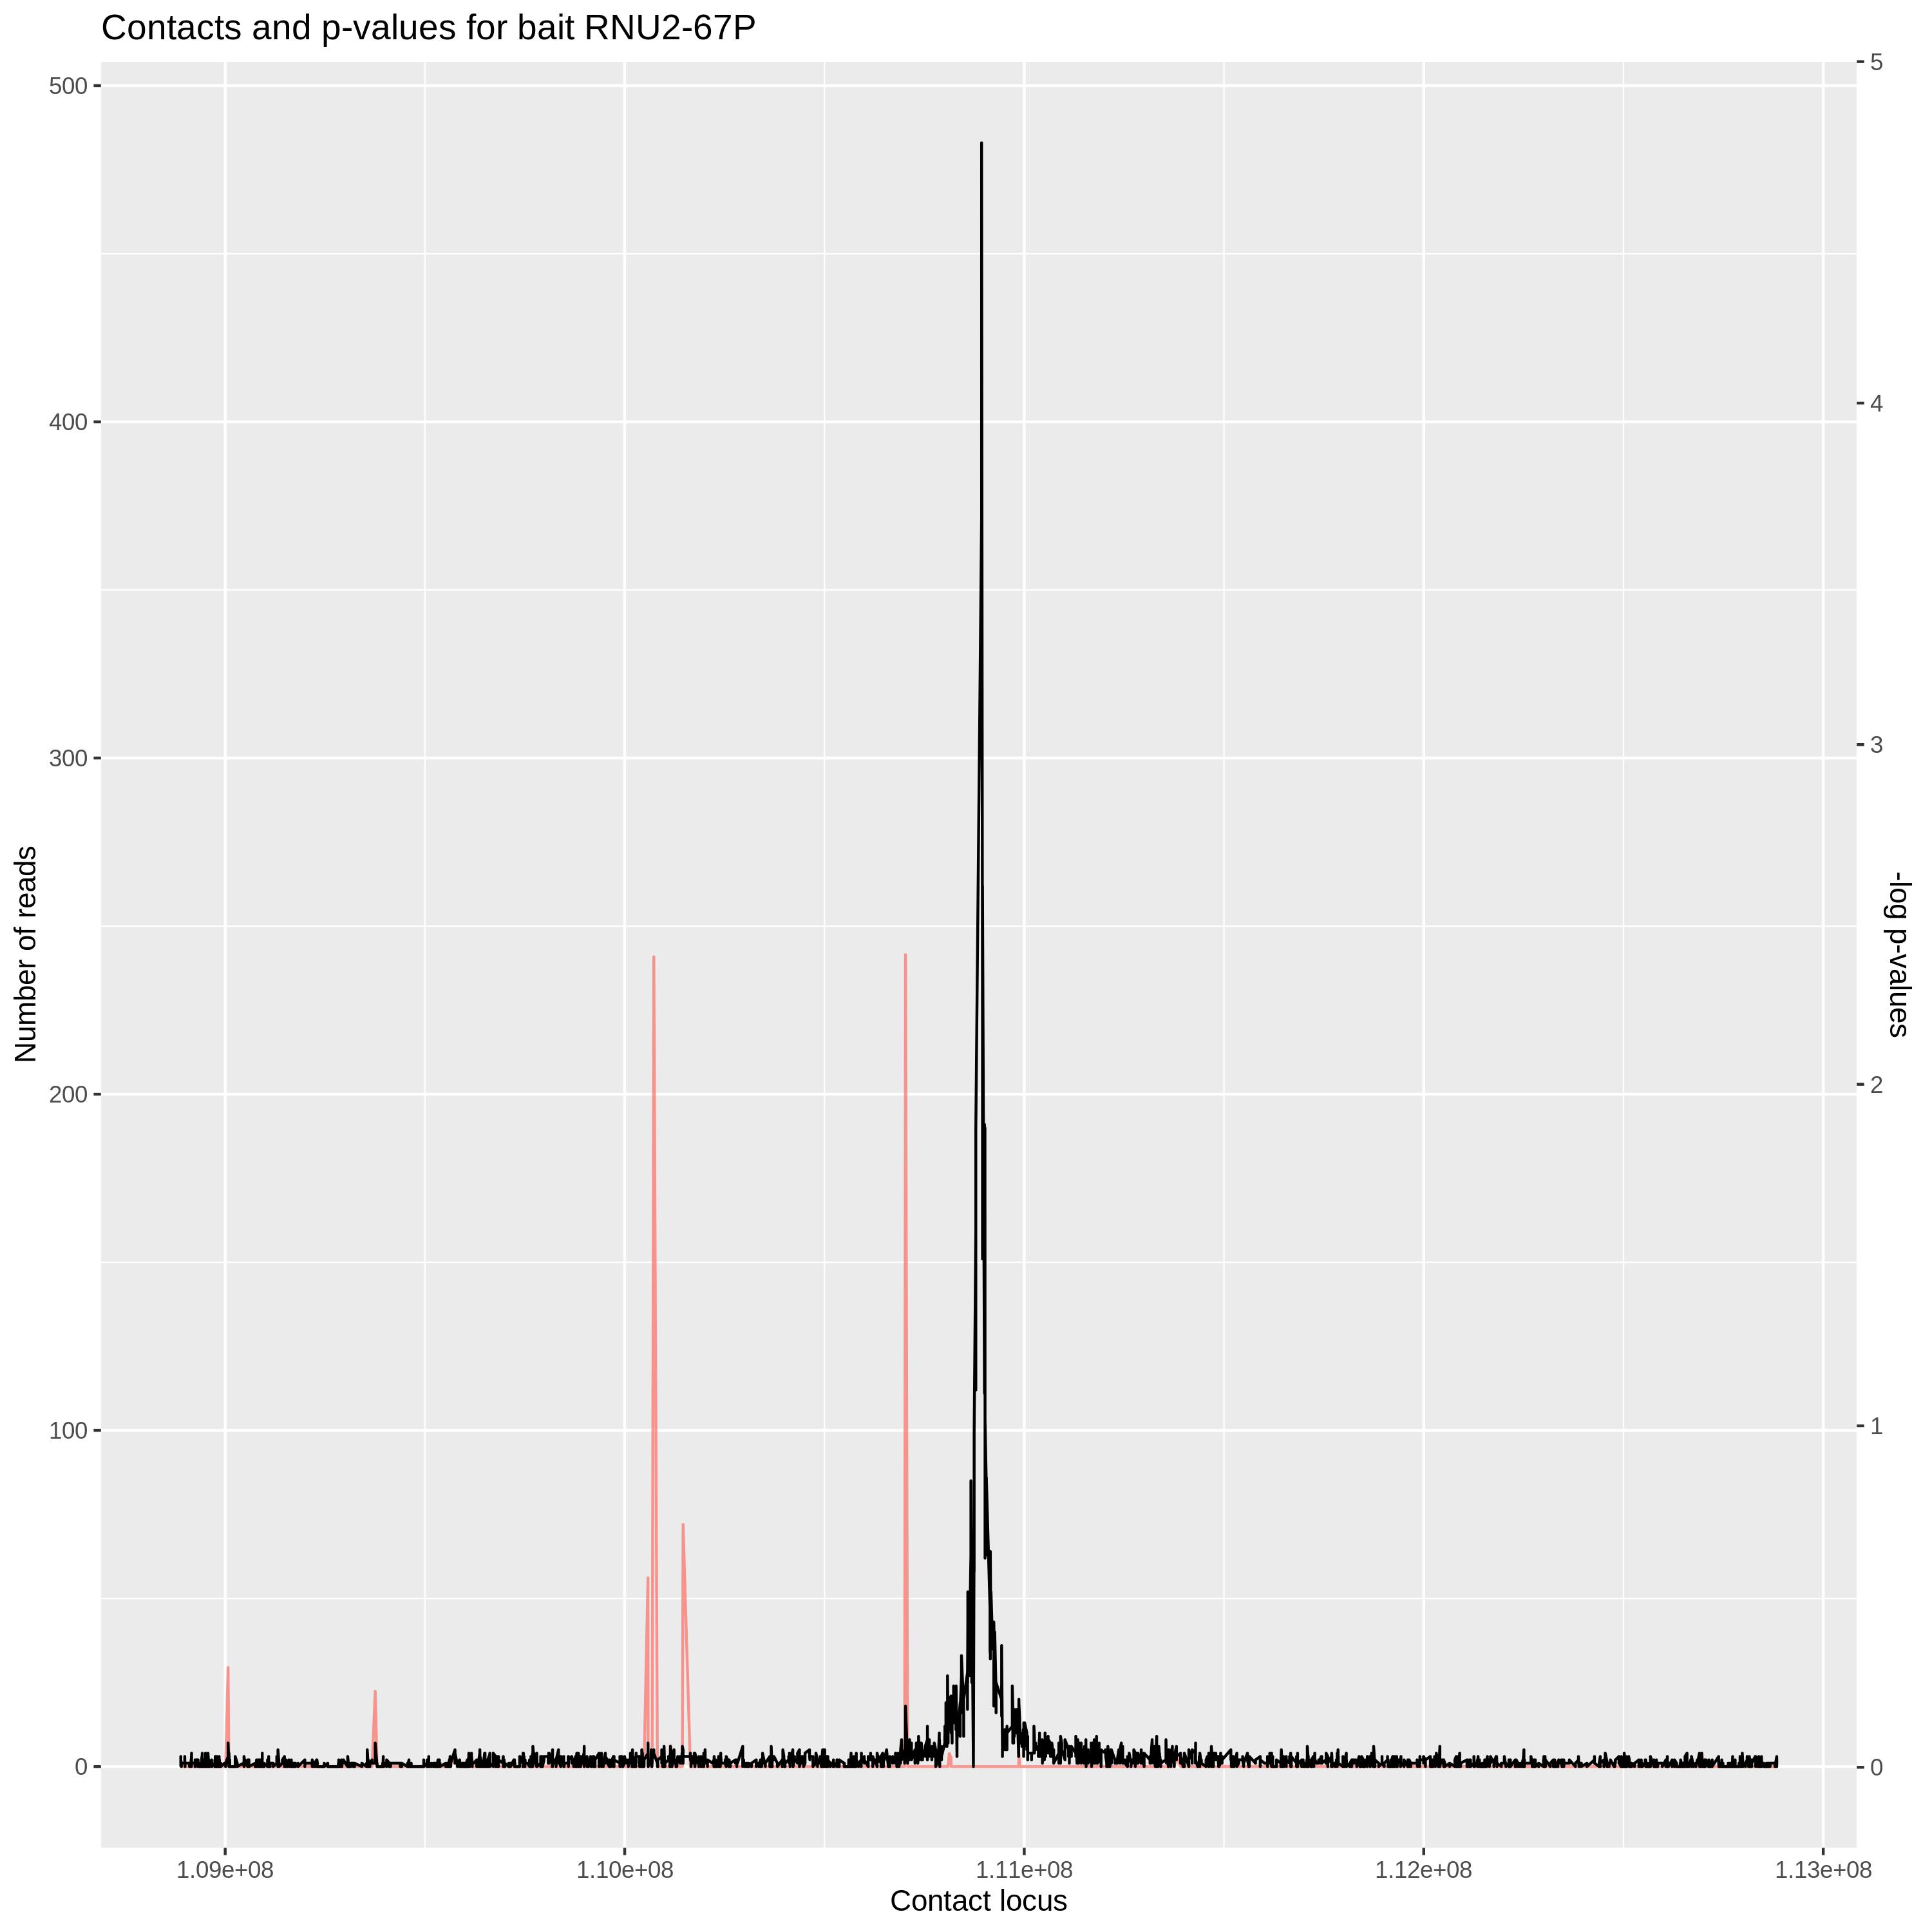 Contacts and p-values for bait RNU2-67P
500
400
300
200
100
0
Number of reads
5
4
3
2
1
0
-log p-values
1.09e+08
1.10e+08
1.11e+08
1.12e+08
1.13e+08
Contact locus